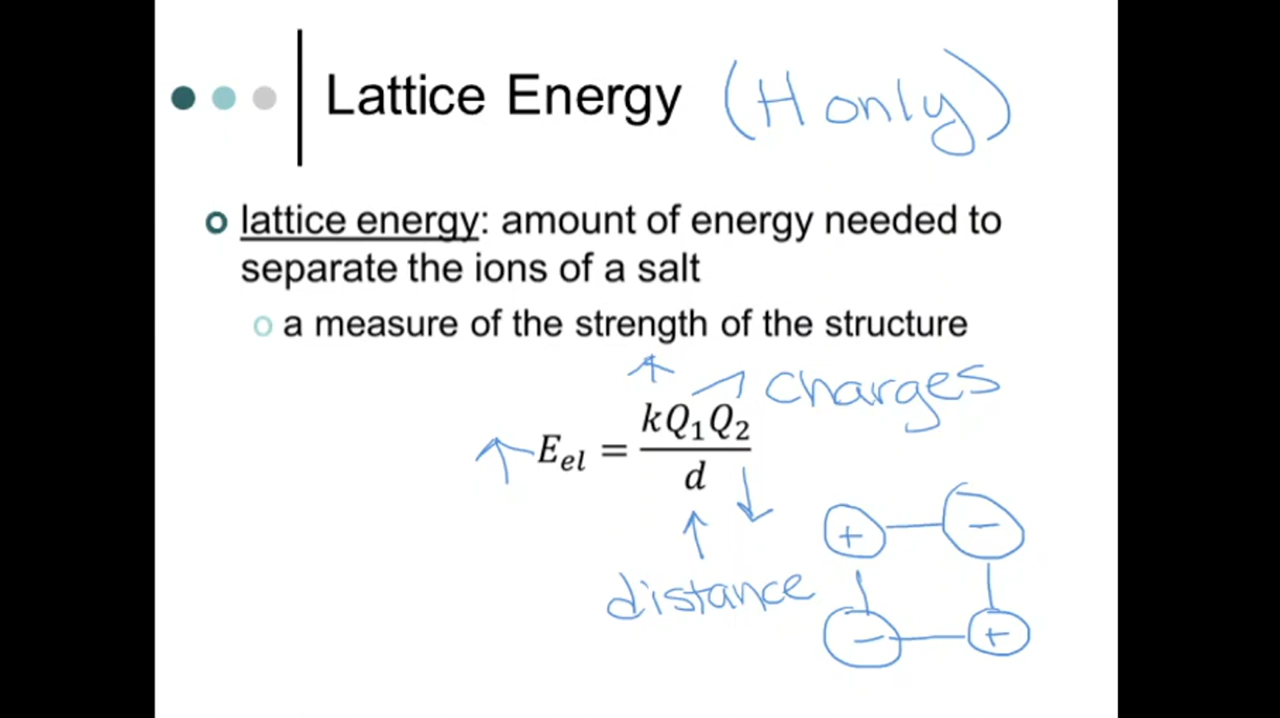 Lattice Energy (H only)
lattice energy: amount of energy needed to
separate the ions of a salt
a measure of the strength of the structure
↑ ↗ charges
↑ E_el = kQ₁Q₂ / d ↓
↑
distance
+ − 
− +